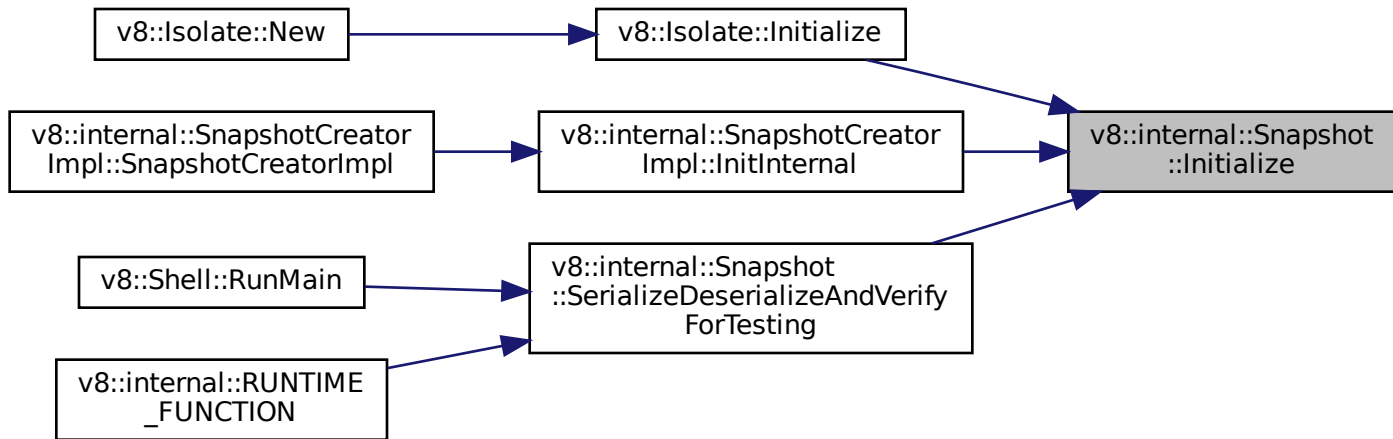 v8::Isolate::New
v8::Isolate::Initialize
v8::internal::SnapshotCreator
Impl::SnapshotCreatorImpl
v8::internal::SnapshotCreator
Impl::InitInternal
v8::internal::Snapshot
::Initialize
v8::Shell::RunMain
v8::internal::Snapshot
::SerializeDeserializeAndVerify
ForTesting
v8::internal::RUNTIME
_FUNCTION